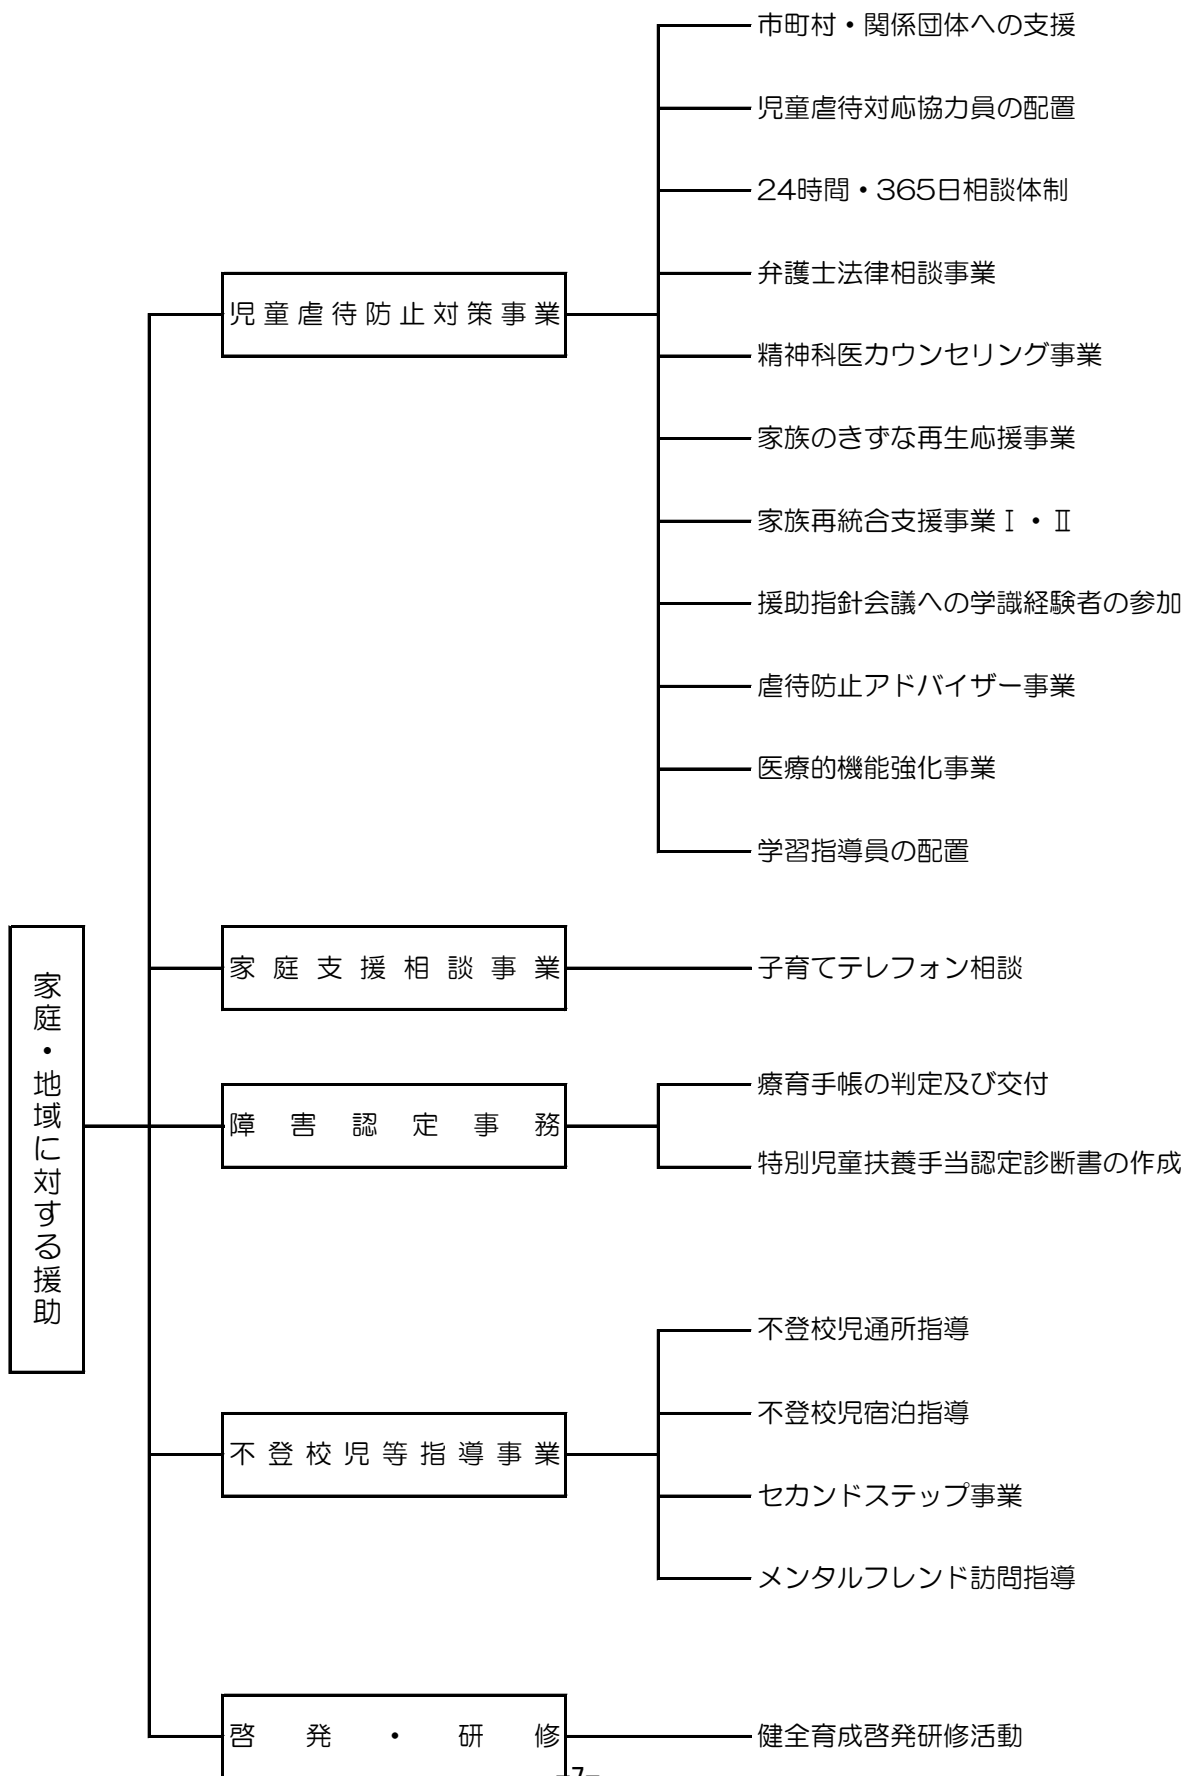 家庭・地域に対する援助
児童虐待防止対策事業
市町村・関係団体への支援
児童虐待対応協力員の配置
24時間・365日相談体制
弁護士法律相談事業
精神科医カウンセリング事業
家族のきずな再生応援事業
家族再統合支援事業Ⅰ・Ⅱ
援助指針会議への学識経験者の参加
虐待防止アドバイザー事業
医療的機能強化事業
学習指導員の配置
家庭支援相談事業
子育てテレフォン相談
障害認定事務
療育手帳の判定及び交付
特別児童扶養手当認定診断書の作成
不登校児等指導事業
不登校児通所指導
不登校児宿泊指導
セカンドステップ事業
メンタルフレンド訪問指導
啓発・研修
健全育成啓発研修活動
-7-